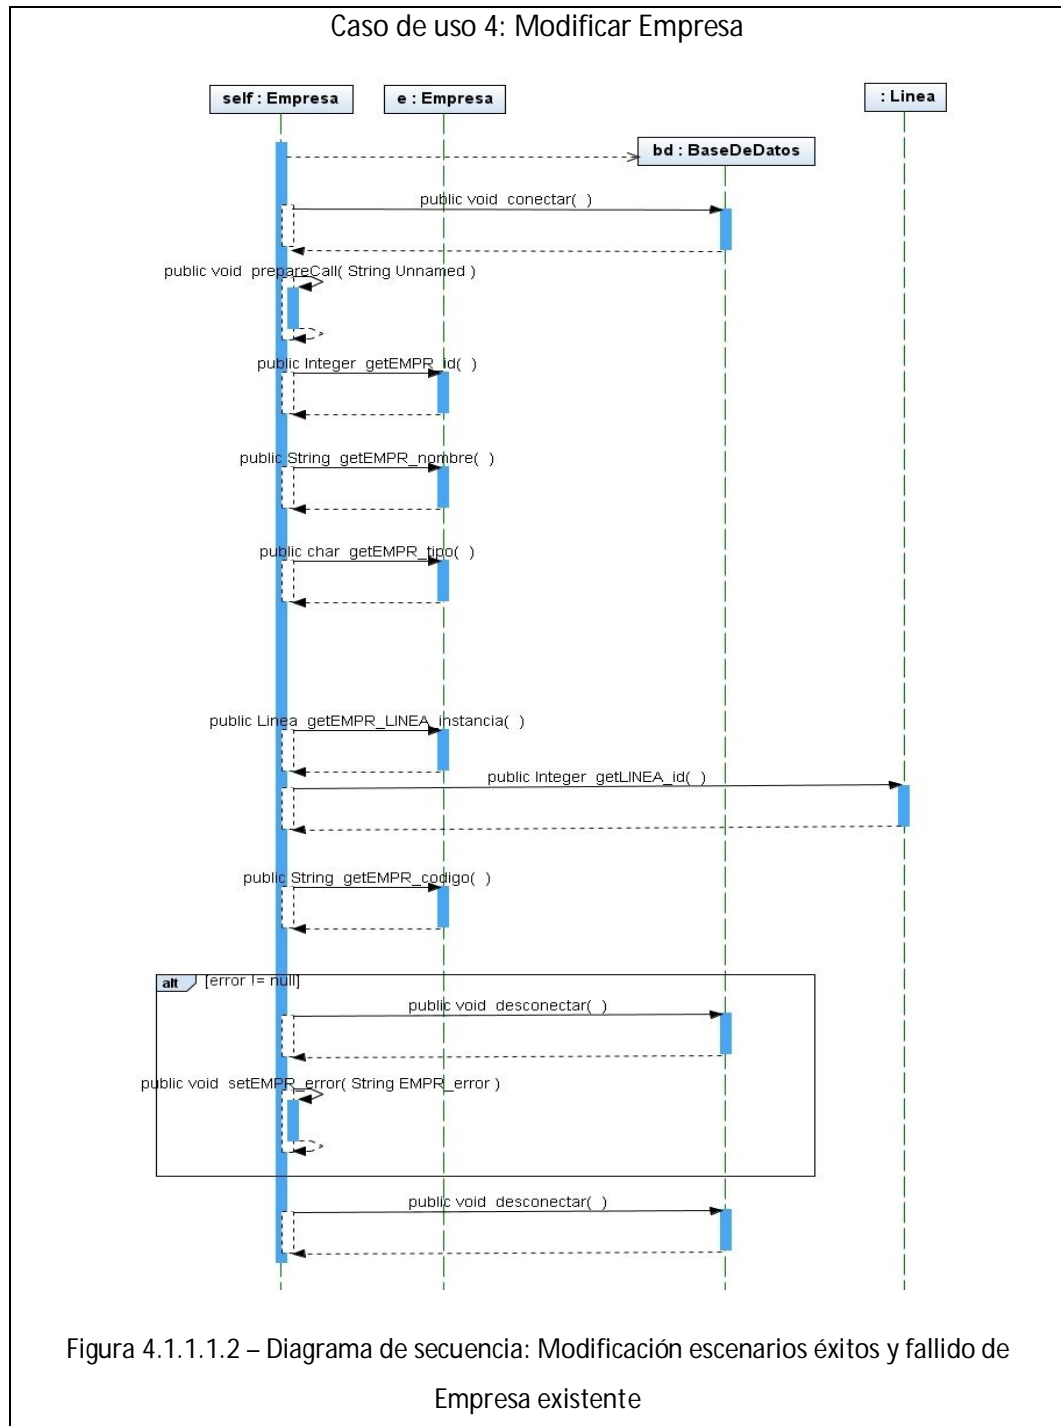 Caso de uso 4: Modificar Empresa
self : Empresa
e : Empresa
: Linea
bd : BaseDeDatos
public void conectar( )
public void prepareCall( String Unnamed )
public Integer getEMPR_id( )
public String getEMPR_nombre( )
public char getEMPR_tipo( )
public Linea getEMPR_LINEA_instancia( )
public Integer getLINEA_id( )
public String getEMPR_codigo( )
alt [error != null]
public void desconectar( )
public void setEMPR_error( String EMPR_error )
public void desconectar( )
Figura 4.1.1.1.2 – Diagrama de secuencia: Modificación escenarios éxitos y fallido de
Empresa existente